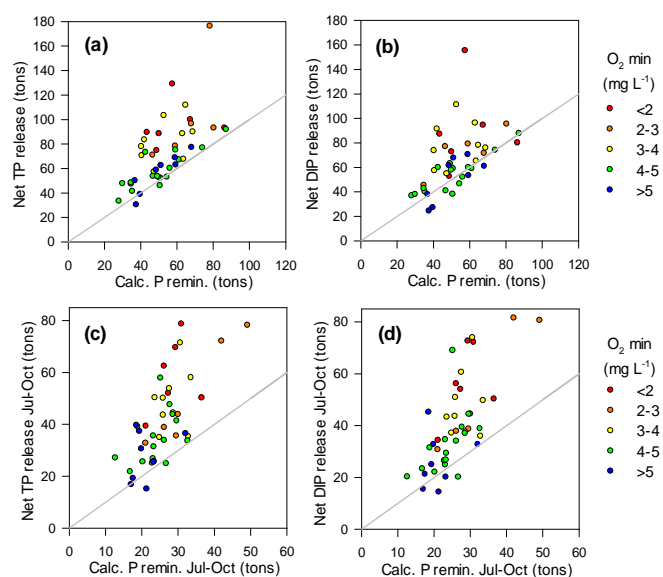 (a)
Net TP release (tons)
180
160
140
120
100
80
60
40
20
0
0 20 40 60 80 100 120
Calc. P remin. (tons)
(b)
Net DIP release (tons)
180
160
140
120
100
80
60
40
20
0
0 20 40 60 80 100 120
Calc. P remin. (tons)
O2 min
(mg L-1)
<2
2-3
3-4
4-5
>5
(c)
Net TP release Jul-Oct (tons)
80
60
40
20
0
0 10 20 30 40 50 60
Calc. P remin. Jul-Oct (tons)
(d)
Net DIP release Jul-Oct (tons)
80
60
40
20
0
0 10 20 30 40 50 60
Calc. P remin. Jul-Oct (tons)
O2 min
(mg L-1)
<2
2-3
3-4
4-5
>5